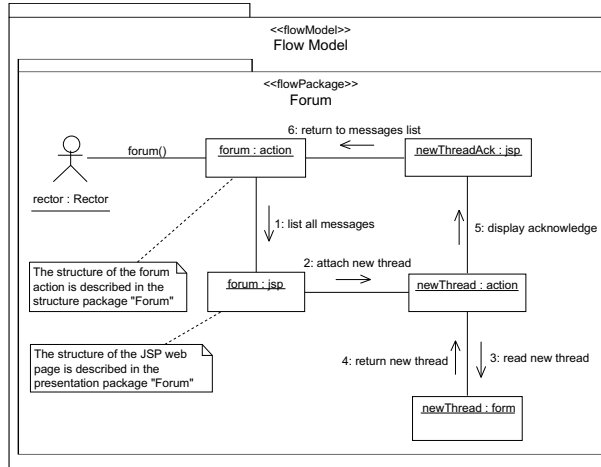 <<flowModel>>
Flow Model
<<flowPackage>>
Forum
6: return to messages list
forum()
forum : action
newThreadAck : jsp
rector : Rector
1: list all messages
5: display acknowledge
2: attach new thread
The structure of the forum
action is described in the
structure package "Forum"
forum : jsp
newThread : action
The structure of the JSP web
page is described in the
presentation package "Forum"
4: return new thread
3: read new thread
newThread : form